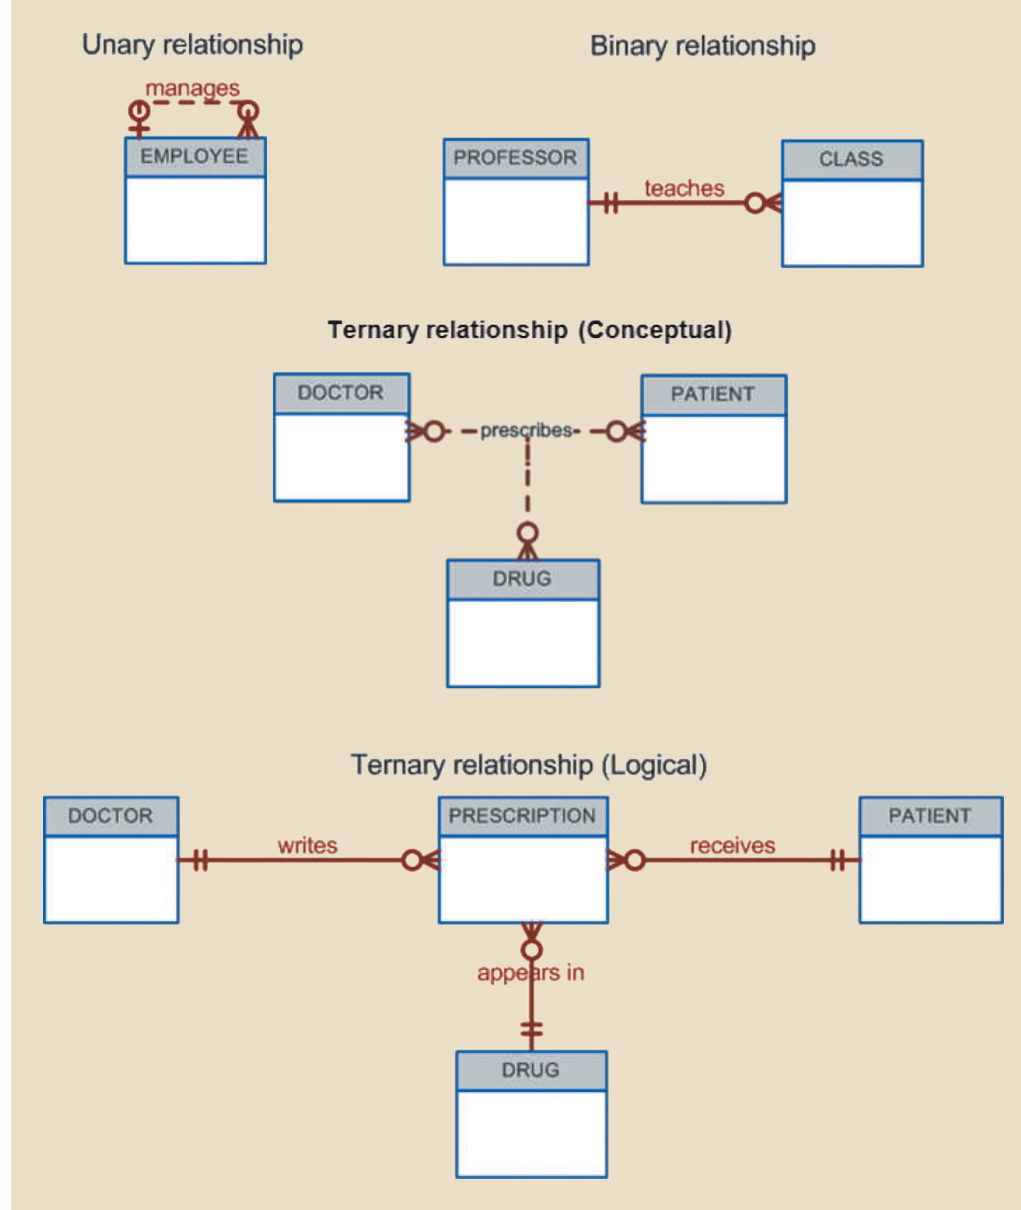 Unary relationship
Binary relationship
manages
EMPLOYEE
PROFESSOR
teaches
CLASS
Ternary relationship (Conceptual)
DOCTOR
PATIENT
prescribes
DRUG
Ternary relationship (Logical)
DOCTOR
PRESCRIPTION
PATIENT
writes
receives
appears in
DRUG